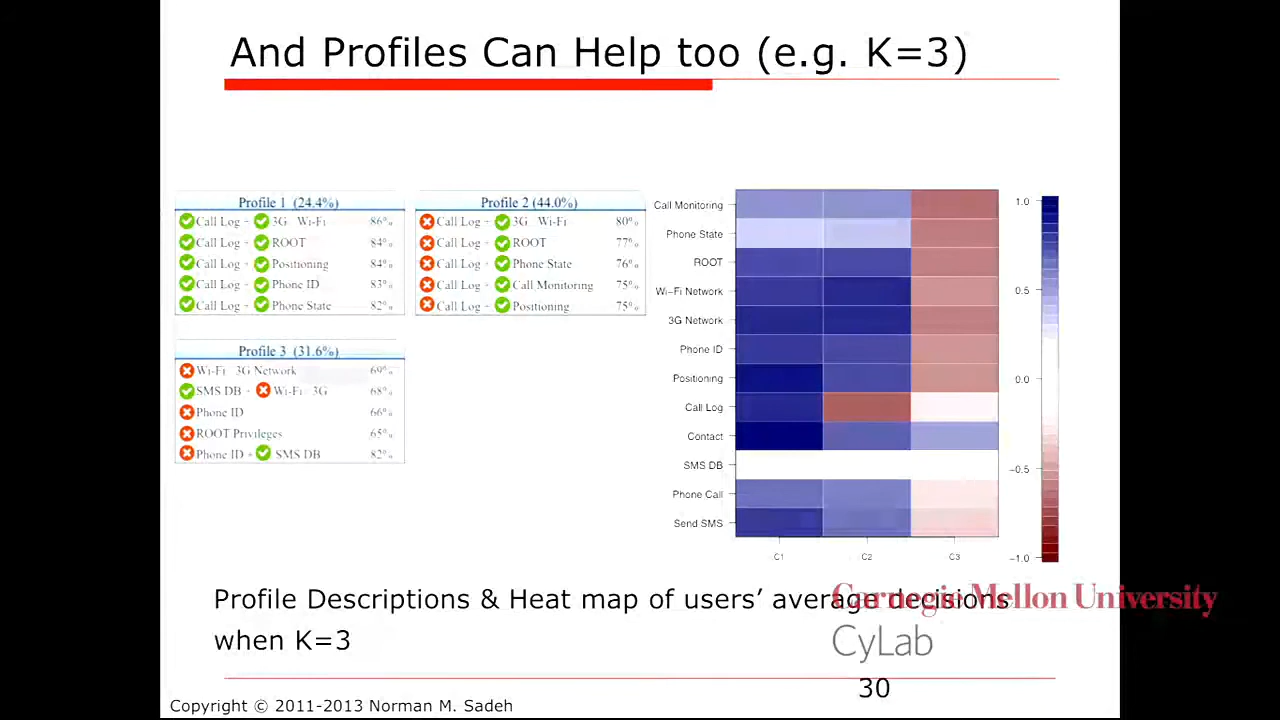 And Profiles Can Help too (e.g. K=3)
Profile 1 (24.4%)
Call Log + 3G Wi-Fi 86%
Call Log + ROOT 84%
Call Log + Positioning 84%
Call Log + Phone ID 83%
Call Log + Phone State 82%
Profile 2 (44.0%)
Call Log + 3G Wi-Fi 80%
Call Log + ROOT 77%
Call Log + Phone State 76%
Call Log + Call Monitoring 75%
Call Log + Positioning 75%
Profile 3 (31.6%)
Wi-Fi 3G Network 69%
SMS DB + Wi-Fi 3G 68%
Phone ID 66%
ROOT Privileges 65%
Phone ID + SMS DB 82%
Call Monitoring
Phone State
ROOT
Wi-Fi Network
3G Network
Phone ID
Positioning
Call Log
Contact
SMS DB
Phone Call
Send SMS
C1 C2 C3
1.0
0.5
0.0
-0.5
-1.0
Profile Descriptions & Heat map of users’ average decisions
when K=3
Carnegie Mellon University
CyLab
30
Copyright © 2011-2013 Norman M. Sadeh